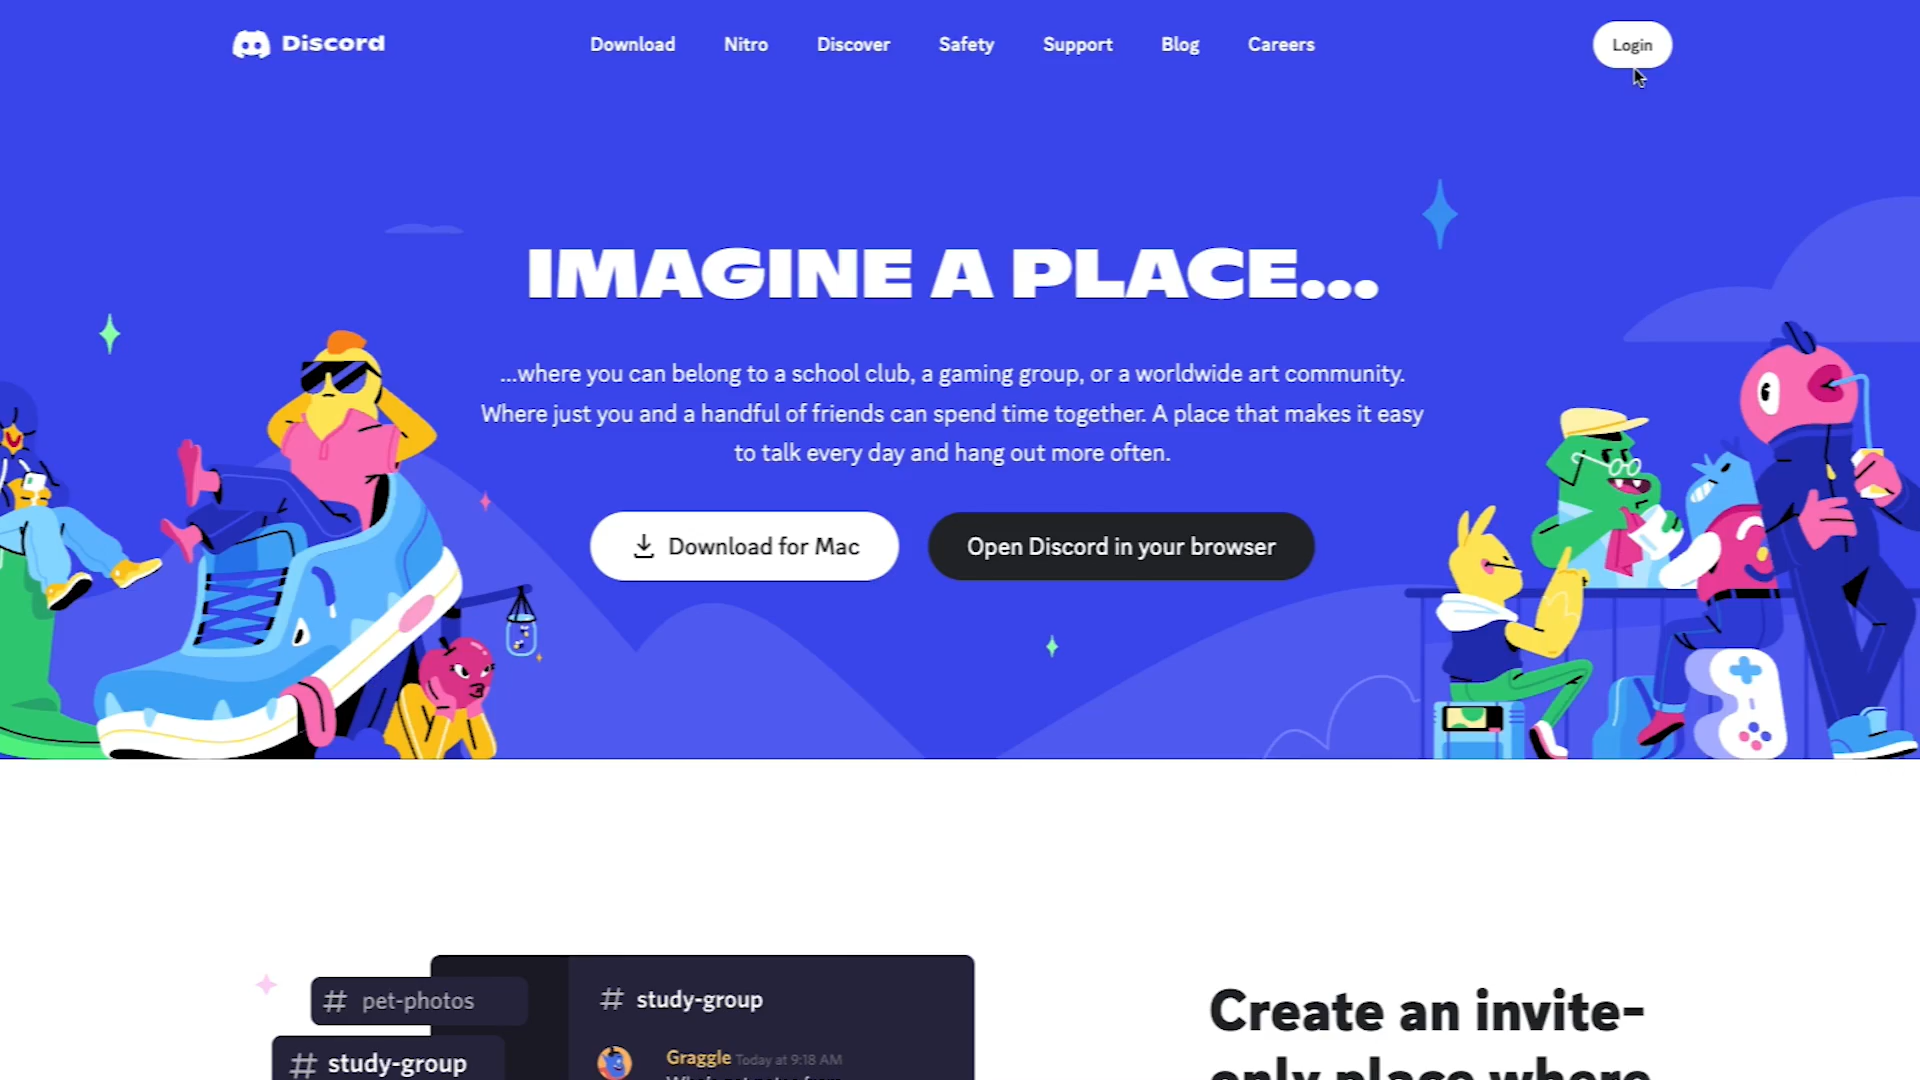 Discord
Download
Nitro
Discover
Safety
Support
Blog
Careers
Login
IMAGINE A PLACE...
...where you can belong to a school club, a gaming group, or a worldwide art community.
Where just you and a handful of friends can spend time together. A place that makes it easy
to talk every day and hang out more often.
Download for Mac
Open Discord in your browser
# pet-photos
# study-group
# study-group
Graggle Today at 9:18 AM
Create an invite-
only place where